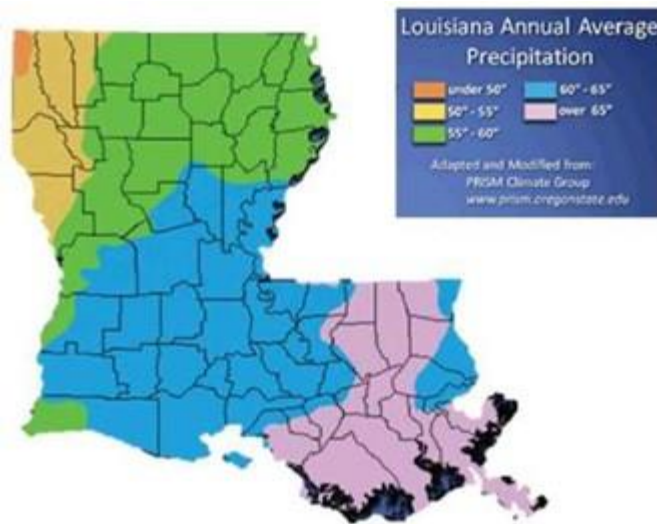 Louisiana Annual Average
Precipitation
under 50"
60" - 65"
50" - 55"
over 65"
55" - 60"
Adapted and Modified from:
PRISM Climate Group
www.prism.oregonstate.edu